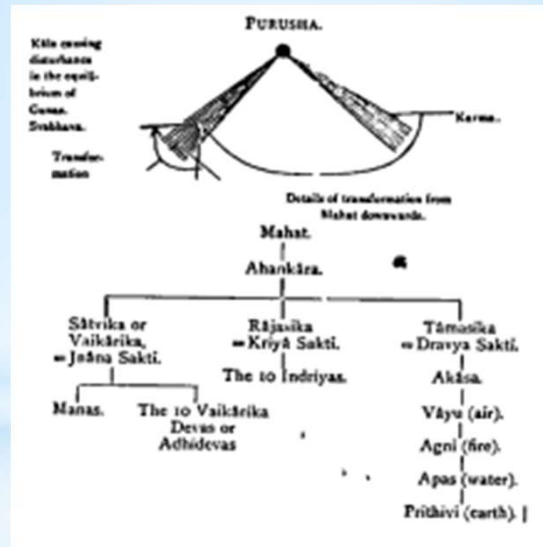 PURUSHA.
Kāla causing
disturbance
in the equili-
brium of
Gunas.
Svabhāva.
Transfor-
mation
Karma.
Details of transformation from
Mahat downwards.
Mahat.
Ahankāra.
Sātvika or
Vaikārika,
= Jnāna Sakti.
Manas.
The 10 Vaikārika
Devas or
Adhidevas
Rājasika
= Kriyā Sakti.
The 10 Indriyas.
Tāmasika
= Dravya Sakti.
Akāsa.
Vāyu (air).
Agni (fire).
Apas (water).
Prithivi (earth).